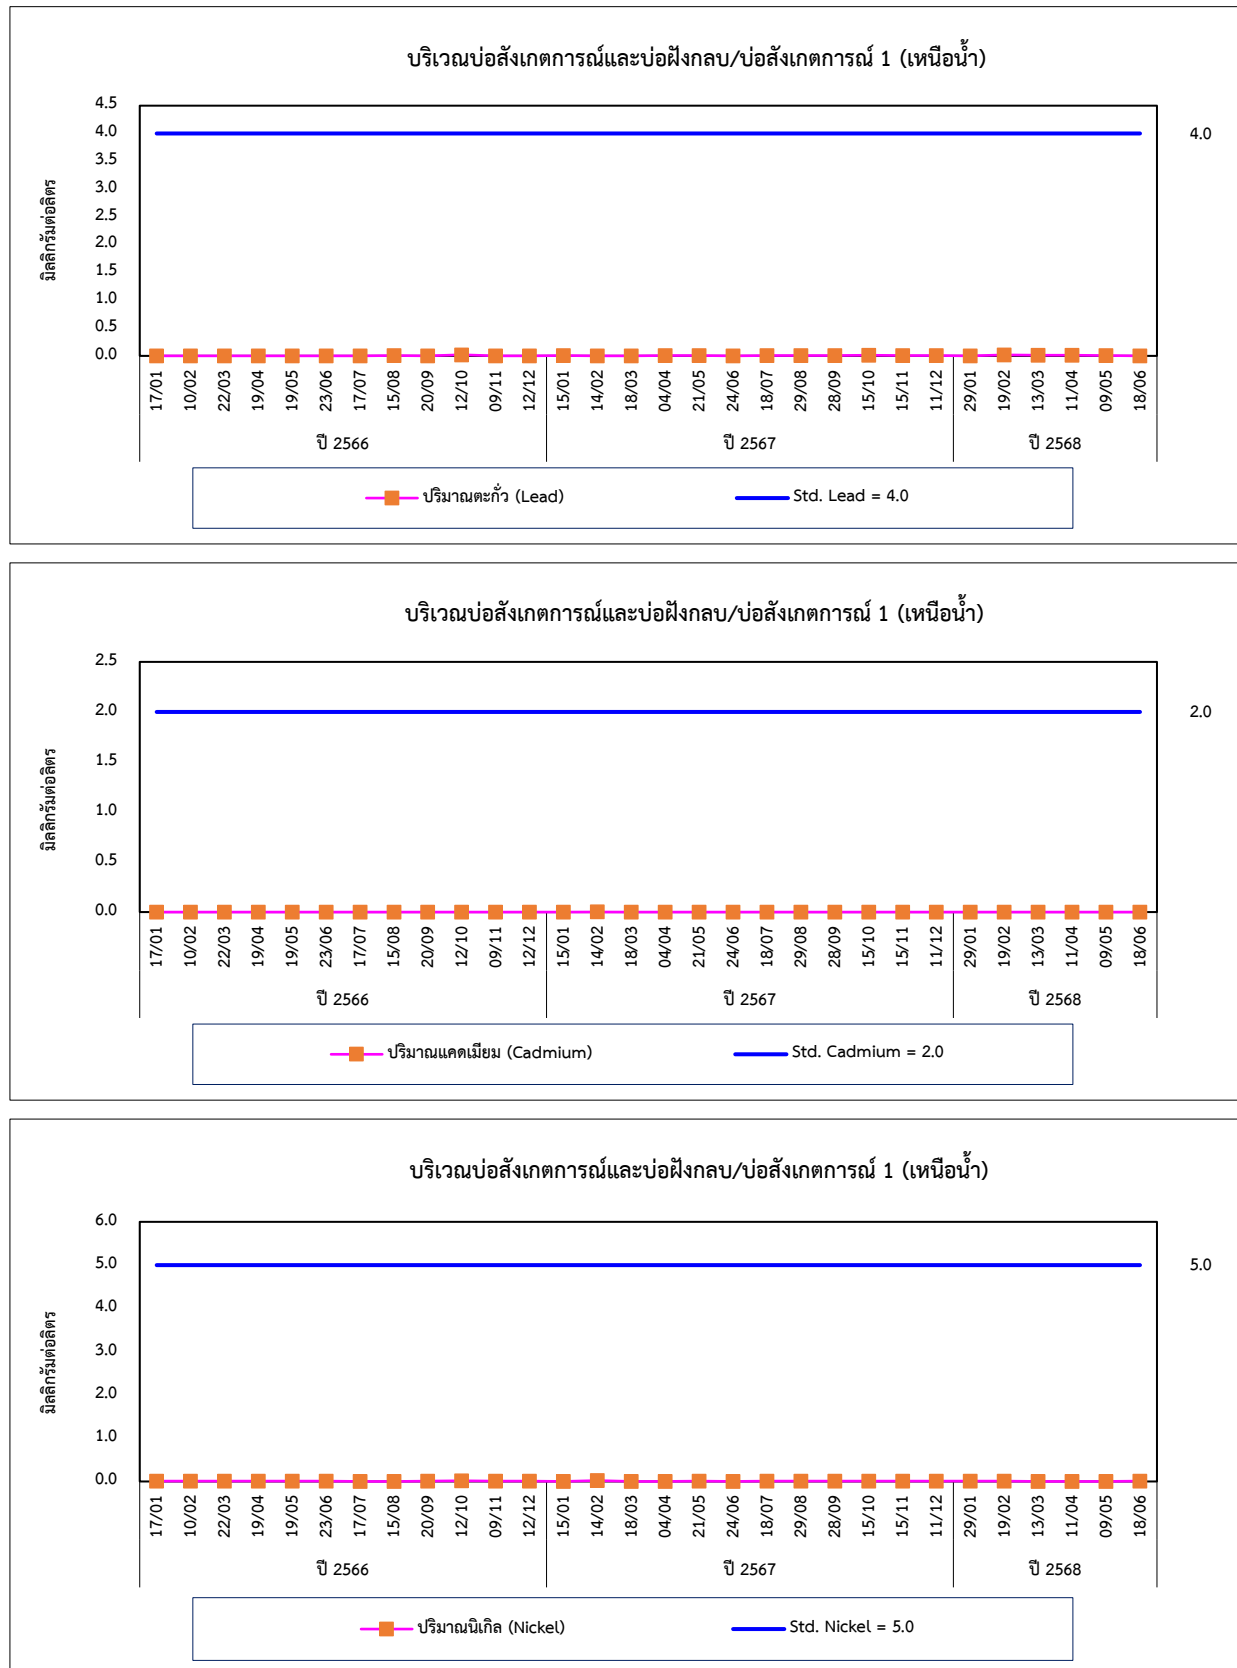 บริเวณบ่อสังเกตการณ์และบ่อฝังกลบ/บ่อสังเกตการณ์ 1 (เหนือน้ำ)
มิลลิกรัมต่อลิตร
4.5
4.0
3.5
3.0
2.5
2.0
1.5
1.0
0.5
0.0
4.0
17/01 10/02 22/03 19/04 19/05 23/06 17/07 15/08 20/09 12/10 09/11 12/12 15/01 14/02 18/03 04/04 21/05 24/06 18/07 29/08 28/09 15/10 15/11 11/12 29/01 19/02 13/03 11/04 09/05 18/06
ปี 2566 ปี 2567 ปี 2568
ปริมาณตะกั่ว (Lead) Std. Lead = 4.0
บริเวณบ่อสังเกตการณ์และบ่อฝังกลบ/บ่อสังเกตการณ์ 1 (เหนือน้ำ)
มิลลิกรัมต่อลิตร
2.5
2.0
1.5
1.0
0.5
0.0
2.0
17/01 10/02 22/03 19/04 19/05 23/06 17/07 15/08 20/09 12/10 09/11 12/12 15/01 14/02 18/03 04/04 21/05 24/06 18/07 29/08 28/09 15/10 15/11 11/12 29/01 19/02 13/03 11/04 09/05 18/06
ปี 2566 ปี 2567 ปี 2568
ปริมาณแคดเมียม (Cadmium) Std. Cadmium = 2.0
บริเวณบ่อสังเกตการณ์และบ่อฝังกลบ/บ่อสังเกตการณ์ 1 (เหนือน้ำ)
มิลลิกรัมต่อลิตร
6.0
5.0
4.0
3.0
2.0
1.0
0.0
5.0
17/01 10/02 22/03 19/04 19/05 23/06 17/07 15/08 20/09 12/10 09/11 12/12 15/01 14/02 18/03 04/04 21/05 24/06 18/07 29/08 28/09 15/10 15/11 11/12 29/01 19/02 13/03 11/04 09/05 18/06
ปี 2566 ปี 2567 ปี 2568
ปริมาณนิเกิล (Nickel) Std. Nickel = 5.0